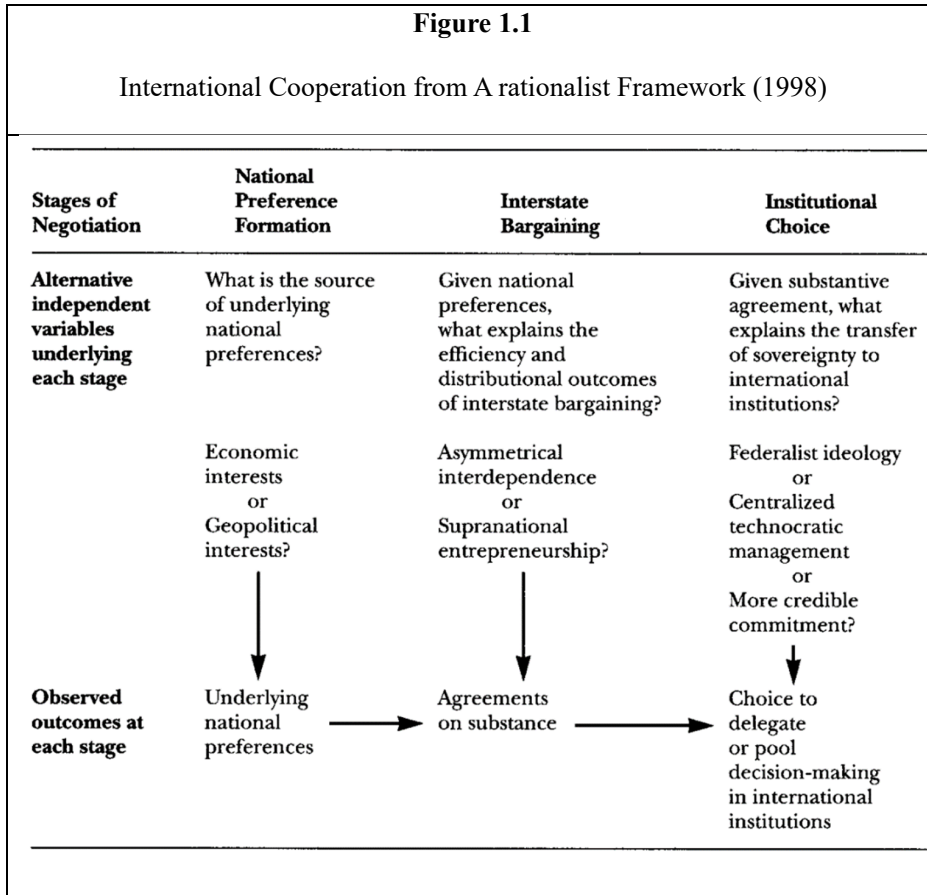 Figure 1.1
International Cooperation from A rationalist Framework (1998)
Stages of
Negotiation
National
Preference
Formation
Interstate
Bargaining
Institutional
Choice
Alternative
independent
variables
underlying
each stage
What is the source
of underlying
national
preferences?
Given national
preferences,
what explains the
efficiency and
distributional outcomes
of interstate bargaining?
Given substantive
agreement, what
explains the transfer
of sovereignty to
international
institutions?
Economic
interests
or
Geopolitical
interests?
Asymmetrical
interdependence
or
Supranational
entrepreneurship?
Federalist ideology
or
Centralized
technocratic
management
or
More credible
commitment?
Observed
outcomes at
each stage
Underlying
national
preferences
Agreements
on substance
Choice to
delegate
or pool
decision-making
in international
institutions